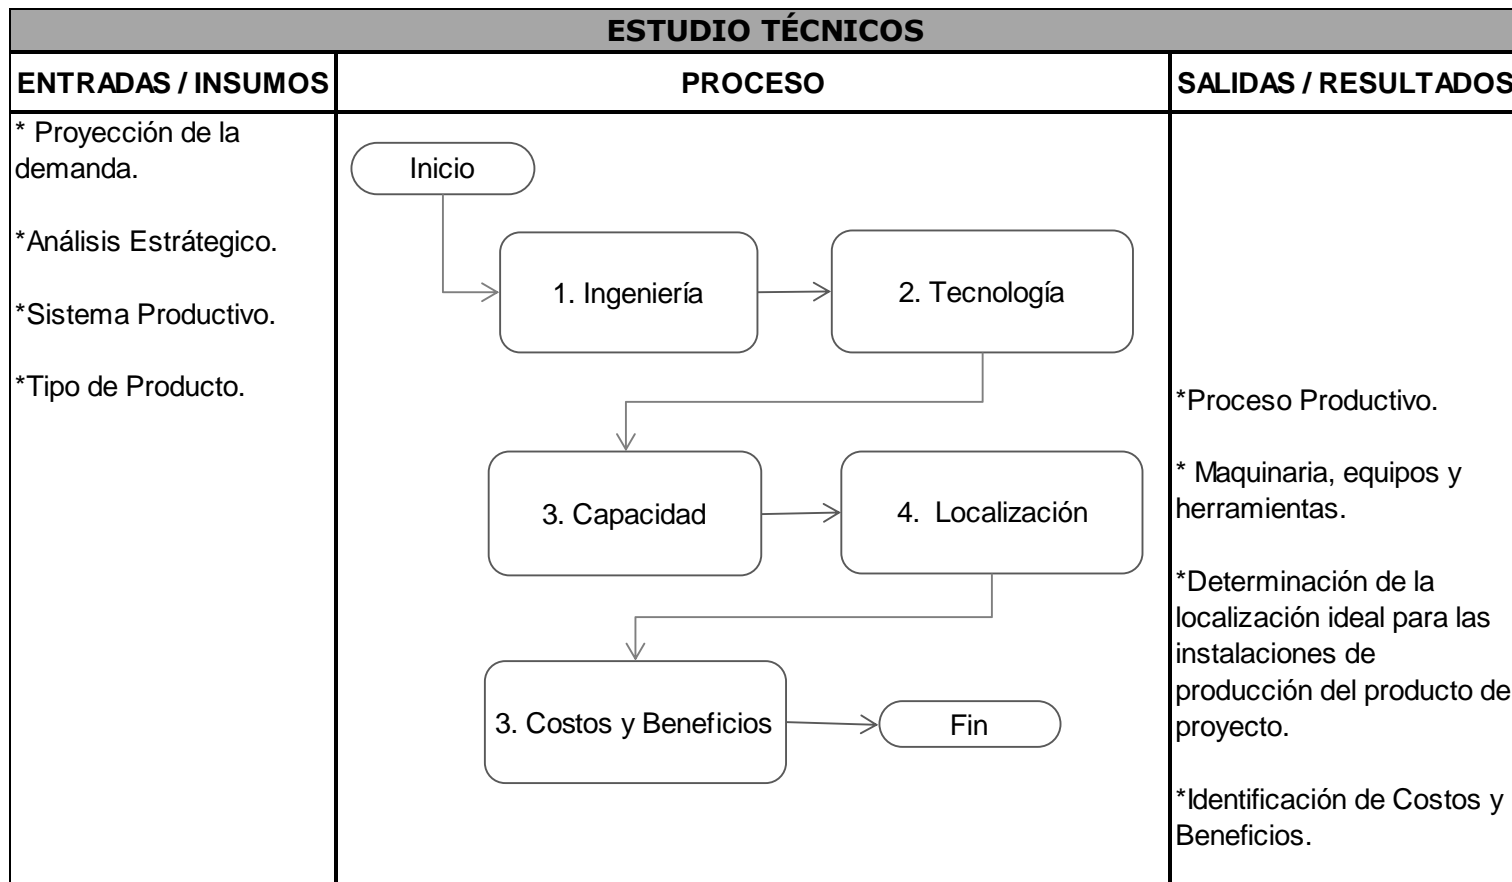 ESTUDIO TÉCNICOS
ENTRADAS / INSUMOS
PROCESO
SALIDAS / RESULTADOS
* Proyección de la
demanda.
*Análisis Estrátegico.
*Sistema Productivo.
*Tipo de Producto.
Inicio
1. Ingeniería
2. Tecnología
3. Capacidad
4. Localización
3. Costos y Beneficios
Fin
*Proceso Productivo.
* Maquinaria, equipos y
herramientas.
*Determinación de la
localización ideal para las
instalaciones de
producción del producto de
proyecto.
*Identificación de Costos y
Beneficios.